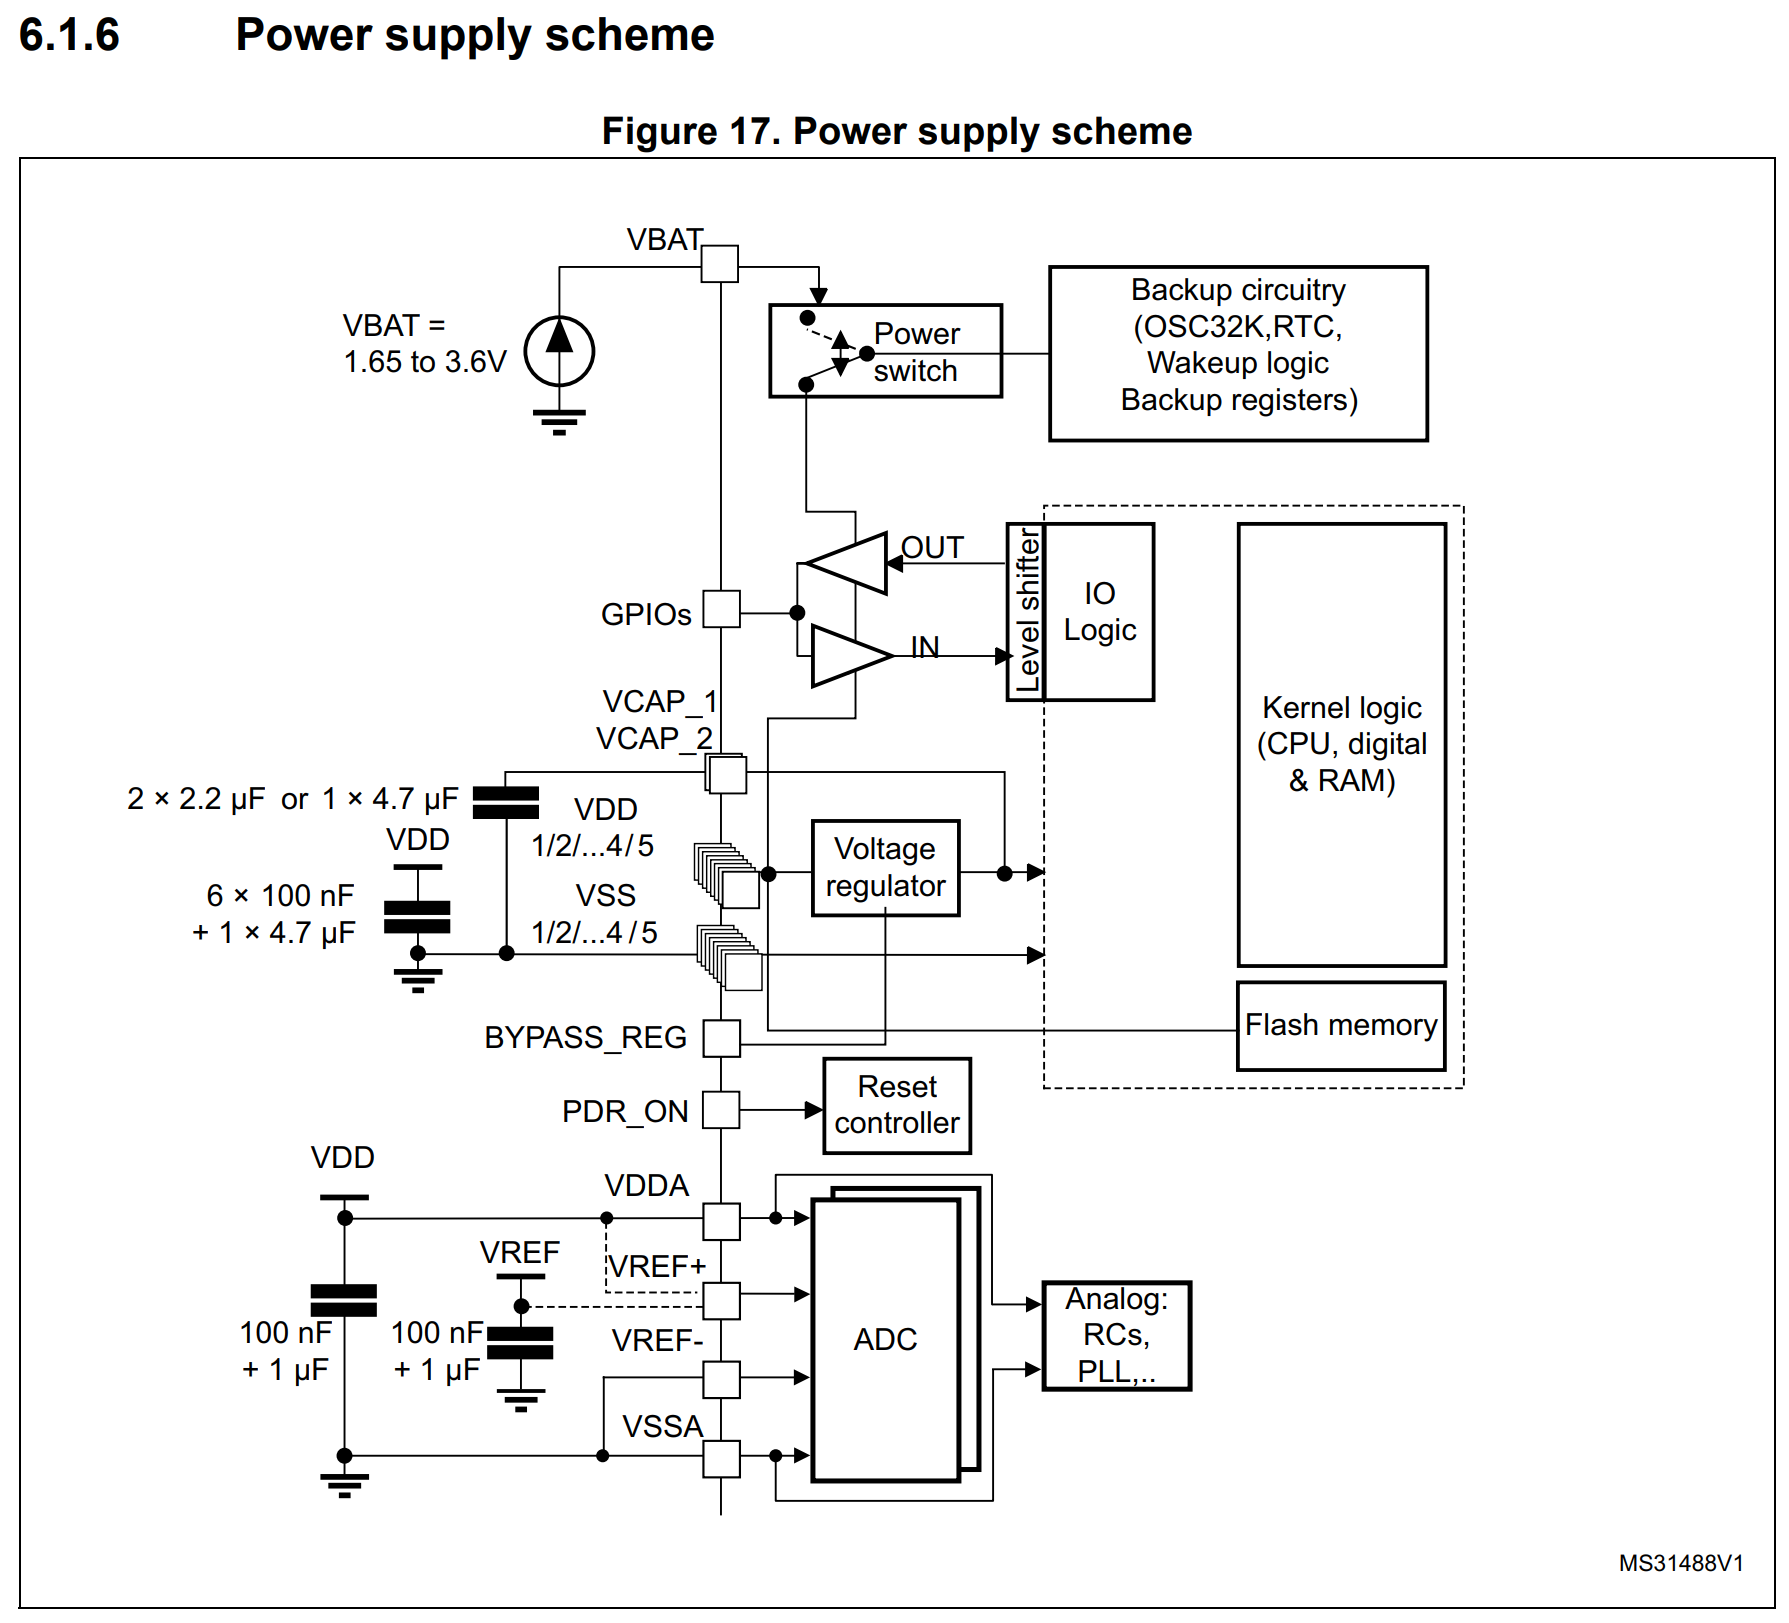 6.1.6 Power supply scheme
Figure 17. Power supply scheme
VBAT
VBAT =
1.65 to 3.6V
Power
switch
Backup circuitry
(OSC32K,RTC,
Wakeup logic
Backup registers)
OUT
GPIOs
IN
Level shifter
IO
Logic
Kernel logic
(CPU, digital
& RAM)
VCAP_1
VCAP_2
2 × 2.2 µF or 1 × 4.7 µF
VDD
VDD
1/2/...4/5
6 × 100 nF
+ 1 × 4.7 µF
VSS
1/2/...4/5
Voltage
regulator
Flash memory
BYPASS_REG
PDR_ON
Reset
controller
VDD
VDDA
VREF
VREF+
100 nF
+ 1 µF
100 nF
+ 1 µF
VREF-
VSSA
ADC
Analog:
RCs,
PLL,..
MS31488V1